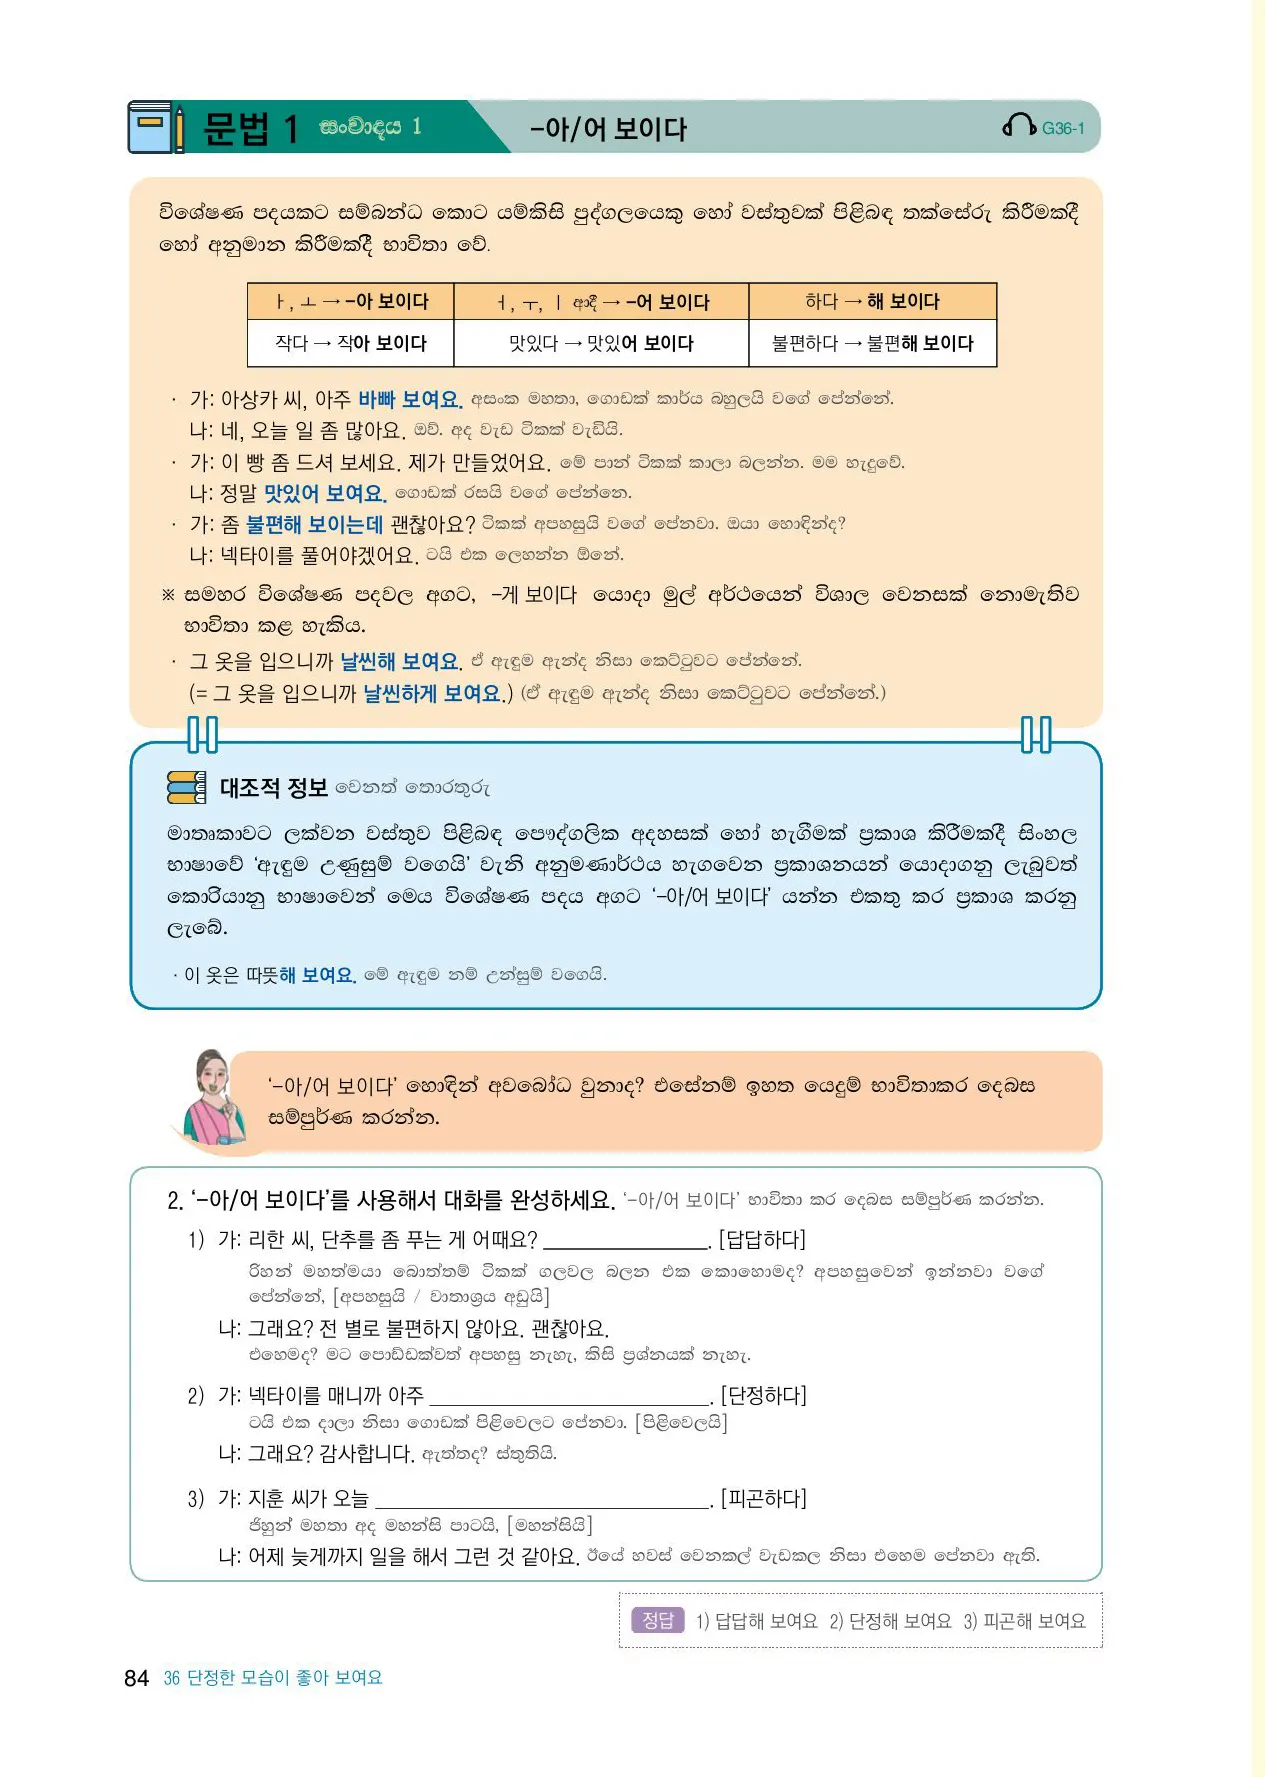 문법 1 සංවාදය 1 -아/어 보이다 G36-1
විශේෂණ පදයකට සම්බන්ධ කොට යම්කිසි පුද්ගලයෙකු හෝ වස්තුවක් පිළිබඳ තක්සේරු කිරීමකදී
හෝ අනුමාන කිරීමකදී භාවිතා වේ.
ㅏ, ㅗ → -아 보이다 ㅓ, ㅜ, ㅣ ආදී → -어 보이다 하다 → 해 보이다
작다 → 작아 보이다 맛있다 → 맛있어 보이다 불편하다 → 불편해 보이다
· 가: 아상카 씨, 아주 바빠 보여요. අසංක මහතා, ගොඩක් කාර්ය බහුලයි වගේ පේන්නේ.
나: 네, 오늘 일 좀 많아요. ඔව්. අද වැඩ ටිකක් වැඩියි.
· 가: 이 빵 좀 드셔 보세요. 제가 만들었어요. මේ පාන් ටිකක් කාලා බලන්න. මම හැදුවේ.
나: 정말 맛있어 보여요. ගොඩක් රසයි වගේ පේන්නෙ.
· 가: 좀 불편해 보이는데 괜찮아요? ටිකක් අපහසුයි වගේ පේනවා. ඔයා හොඳින්ද?
나: 넥타이를 풀어야겠어요. ටයි එක ලෙහන්න ඕනේ.
※ සමහර විශේෂණ පදවල අගට, -게 보이다 යොදා මුල් අර්ථයෙන් විශාල වෙනසක් නොමැතිව
භාවිතා කළ හැකිය.
· 그 옷을 입으니까 날씬해 보여요. ඒ ඇඳුම ඇන්ද නිසා කෙට්ටුවට පේන්නේ.
(= 그 옷을 입으니까 날씬하게 보여요.) (ඒ ඇඳුම ඇන්ද නිසා කෙට්ටුවට පේන්නේ.)
대조적 정보 වෙනත් තොරතුරු
මාතෘකාවට ලක්වන වස්තුව පිළිබඳ පෞද්ගලික අදහසක් හෝ හැගීමක් ප්‍රකාශ කිරීමකදී සිංහල
භාෂාවේ ‘ඇඳුම උණුසුම් වගෙයි’ වැනි අනුමණාර්ථය හැගවෙන ප්‍රකාශනයන් යොදාගනු ලැබුවත්
කොරියානු භාෂාවෙන් මෙය විශේෂණ පදය අගට ‘-아/어 보이다’ යන්න එකතු කර ප්‍රකාශ කරනු
ලැබේ.
· 이 옷은 따뜻해 보여요. මේ ඇඳුම නම් උන්සුම් වගෙයි.
‘-아/어 보이다’ හොඳින් අවබෝධ වුනාද? එසේනම් ඉහත යෙදුම් භාවිතාකර දෙබස
සම්පුර්ණ කරන්න.
2. ‘-아/어 보이다’를 사용해서 대화를 완성하세요. ‘-아/어 보이다’ භාවිතා කර දෙබස සම්පුර්ණ කරන්න.
1) 가: 리한 씨, 단추를 좀 푸는 게 어때요? ________________. [답답하다]
රිහන් මහත්මයා බොත්තම් ටිකක් ගලවල බලන එක කොහොමද? අපහසුවෙන් ඉන්නවා වගේ
පේන්නේ, [අපහසුයි / වාතාශ්‍රය අඩුයි]
나: 그래요? 전 별로 불편하지 않아요. 괜찮아요.
එහෙමද? මට පොඩ්ඩක්වත් අපහසු නැහැ, කිසි ප්‍රශ්නයක් නැහැ.
2) 가: 넥타이를 매니까 아주 ________________. [단정하다]
ටයි එක දාලා නිසා ගොඩක් පිළිවෙලට පේනවා. [පිළිවෙලයි]
나: 그래요? 감사합니다. ඇත්තද? ස්තුතියි.
3) 가: 지훈 씨가 오늘 ________________. [피곤하다]
ජිහුන් මහතා අද මහන්සි පාටයි, [මහන්සියි]
나: 어제 늦게까지 일을 해서 그런 것 같아요. ඊයේ හවස් වෙනකල් වැඩකල නිසා එහෙම පේනවා ඇති.
정답 1) 답답해 보여요 2) 단정해 보여요 3) 피곤해 보여요
84 36 단정한 모습이 좋아 보여요